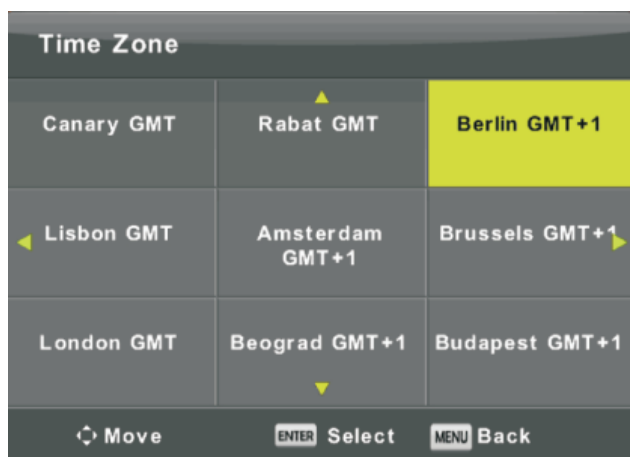 Time Zone
Canary GMT
Rabat GMT
Berlin GMT+1
Lisbon GMT
Amsterdam
GMT+1
Brussels GMT+1
London GMT
Beograd GMT+1
Budapest GMT+1
Move
ENTER Select
MENU Back